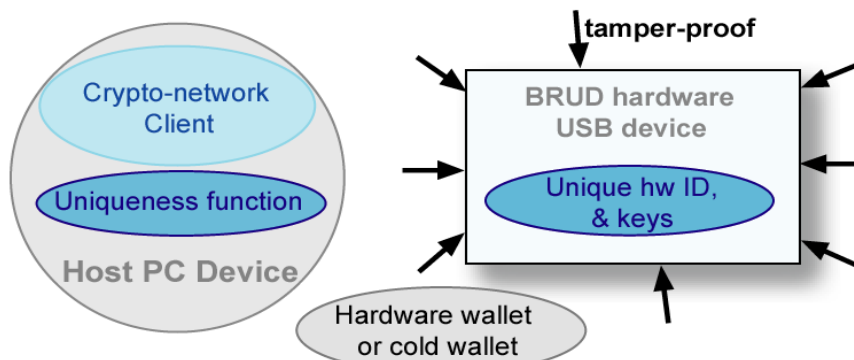 Crypto-network
Client
Uniqueness function
Host PC Device
tamper-proof
BRUD hardware
USB device
Unique hw ID,
& keys
Hardware wallet
or cold wallet